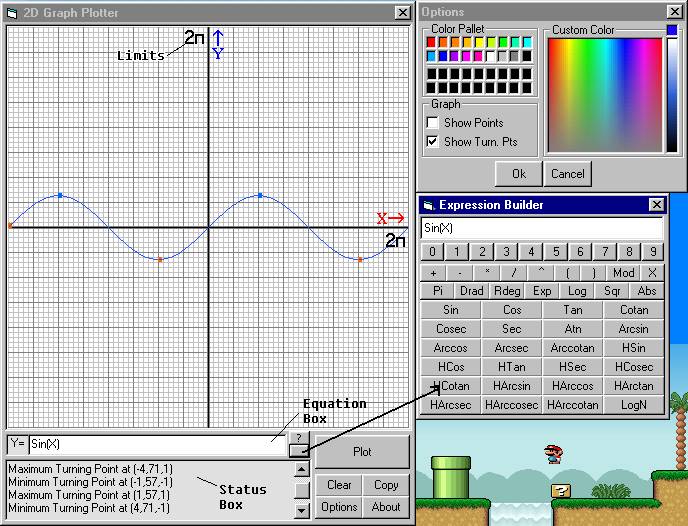 2D Graph Plotter
Limits
2π
Y
X
2π
Equation
Box
Y= Sin(X)
?
Plot
Maximum Turning Point at (-4,71,1)
Minimum Turning Point at (-1,57,-1)
Maximum Turning Point at (1,57,1)
Minimum Turning Point at (4,71,-1)
Status
Box
Clear Copy
Options About
Options
Color Pallet
Custom Color
Graph
Show Points
Show Turn. Pts
Ok Cancel
Expression Builder
Sin(X)
0 1 2 3 4 5 6 7 8 9
+ - * / ^ ( ) Mod X
Pi Drad Rdeg Exp Log Sqr Abs
Sin Cos Tan Cotan
Cosec Sec Atn Arcsin
Arccos Arcsec Arccotan HSin
HCos HTan HSec HCosec
HCotan HArcsin HArccos HArctan
HArcsec HArccosec HArccotan LogN
?